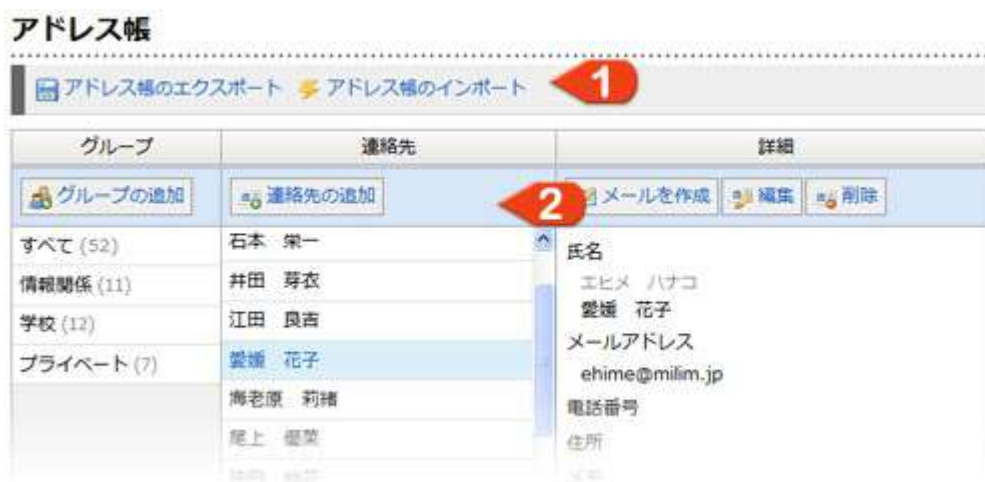 アドレス帳
アドレス帳のエクスポート アドレス帳のインポート 1
グループ 連絡先 詳細
グループの追加 連絡先の追加 2 メールを作成 編集 削除
すべて (52)
情報関係 (11)
学校 (12)
プライベート (7)
石本 栄一
井田 芽衣
江田 良吉
愛媛 花子
海老原 莉緒
尾上
氏名
エヒメ ハナコ
愛媛 花子
メールアドレス
ehime@milim.jp
電話番号
住所
メモ